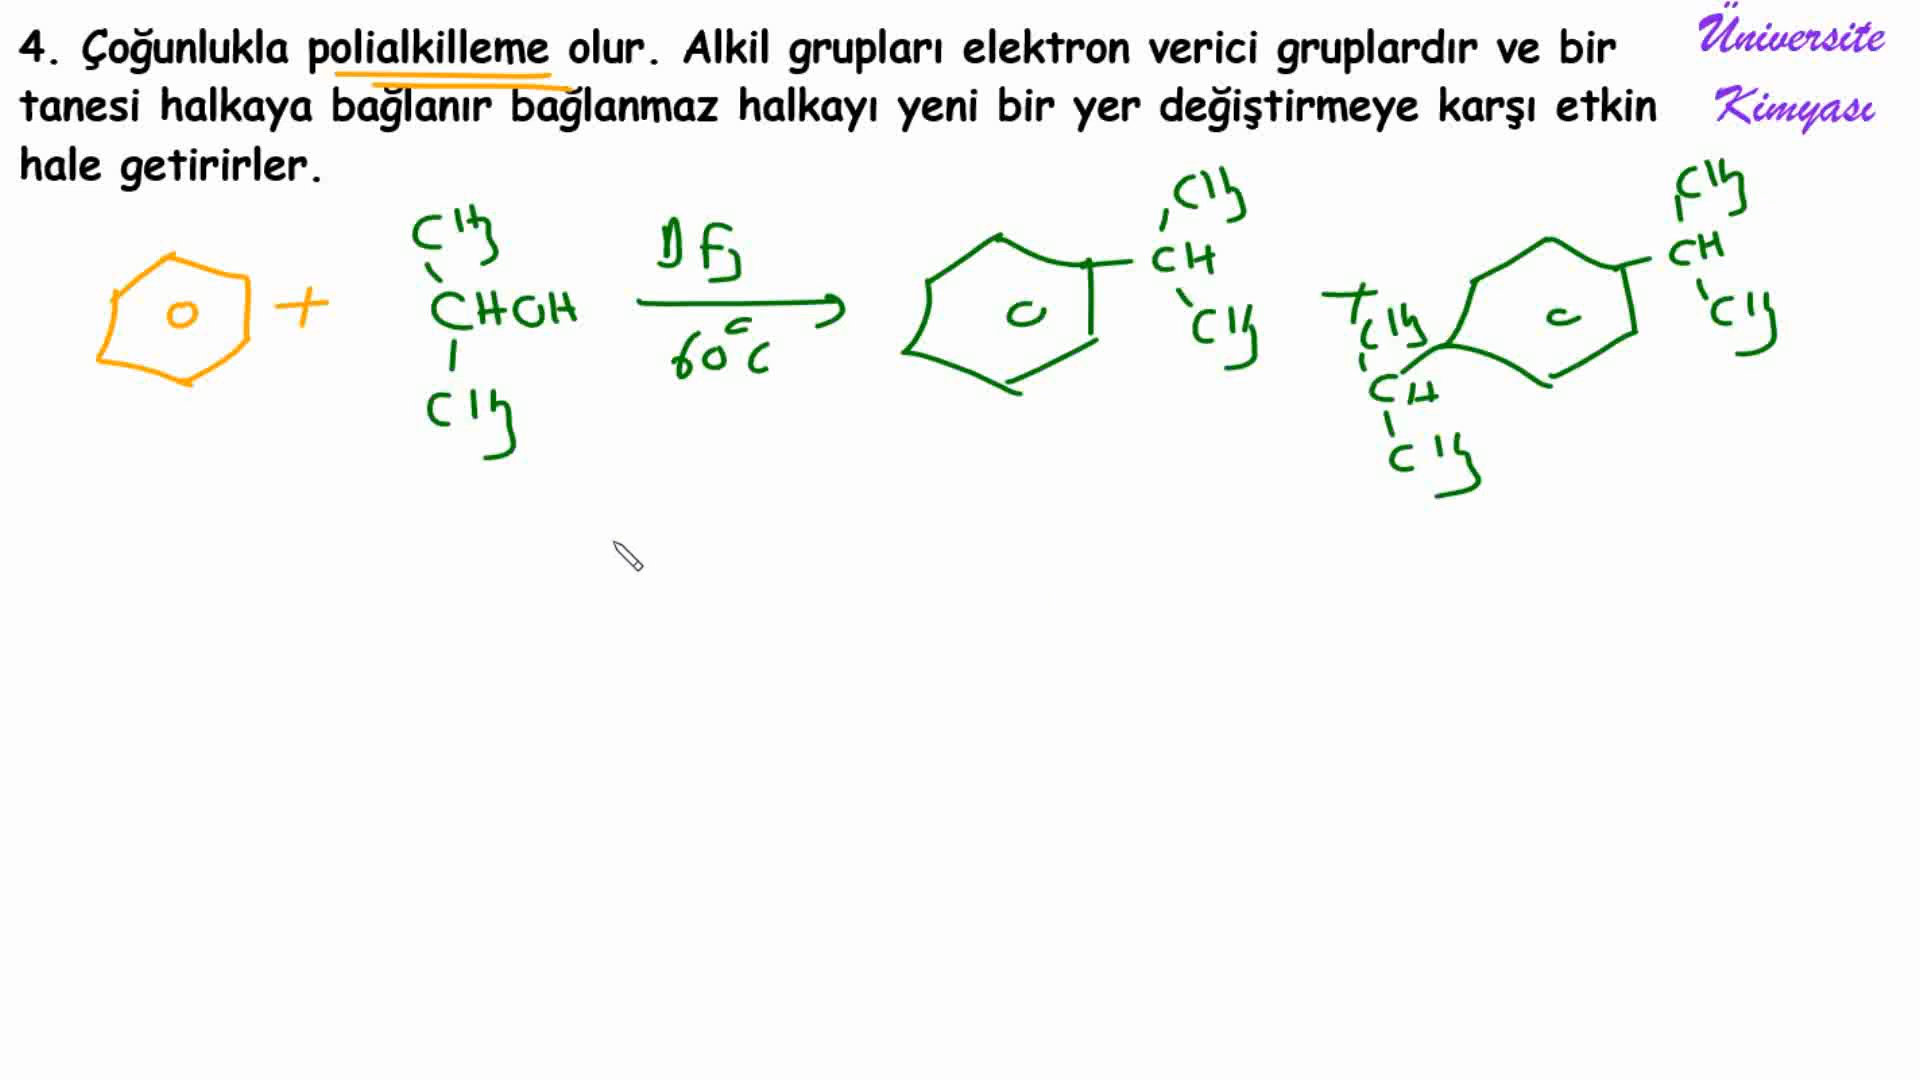 4. Çoğunlukla polialkilleme olur. Alkil grupları elektron verici gruplardır ve bir
tanesi halkaya bağlanır bağlanmaz halkayı yeni bir yer değiştirmeye karşı etkin
hale getirirler.
Üniversite
Kimyası
+
CH3
CHOH
CH3
BF3
60°C
CH3
CH
CH3
+
CH3
CH
CH3
CH3
CH
CH3